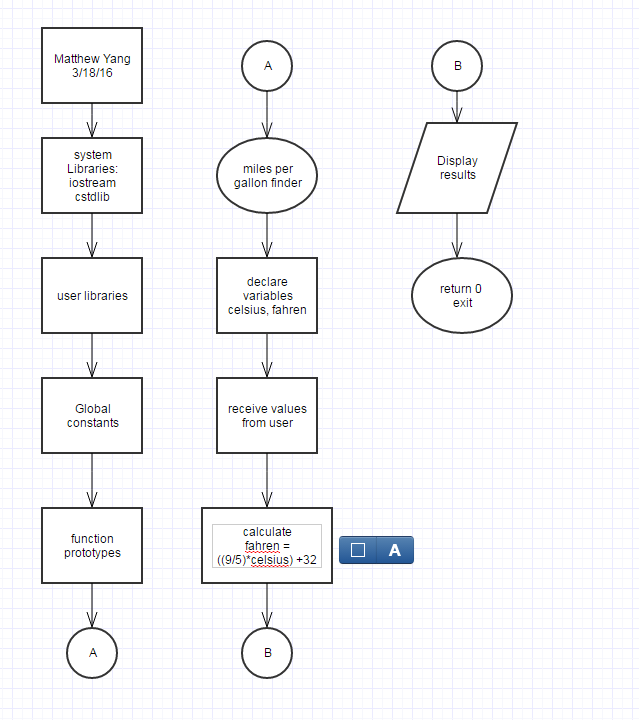 Matthew Yang
3/18/16
system
Libraries:
iostream
cstdlib
user libraries
Global
constants
function
prototypes
A
A
miles per
gallon finder
declare
variables
celsius, fahren
receive values
from user
calculate
fahren =
((9/5)*celsius) +32
A
B
B
Display
results
return 0
exit